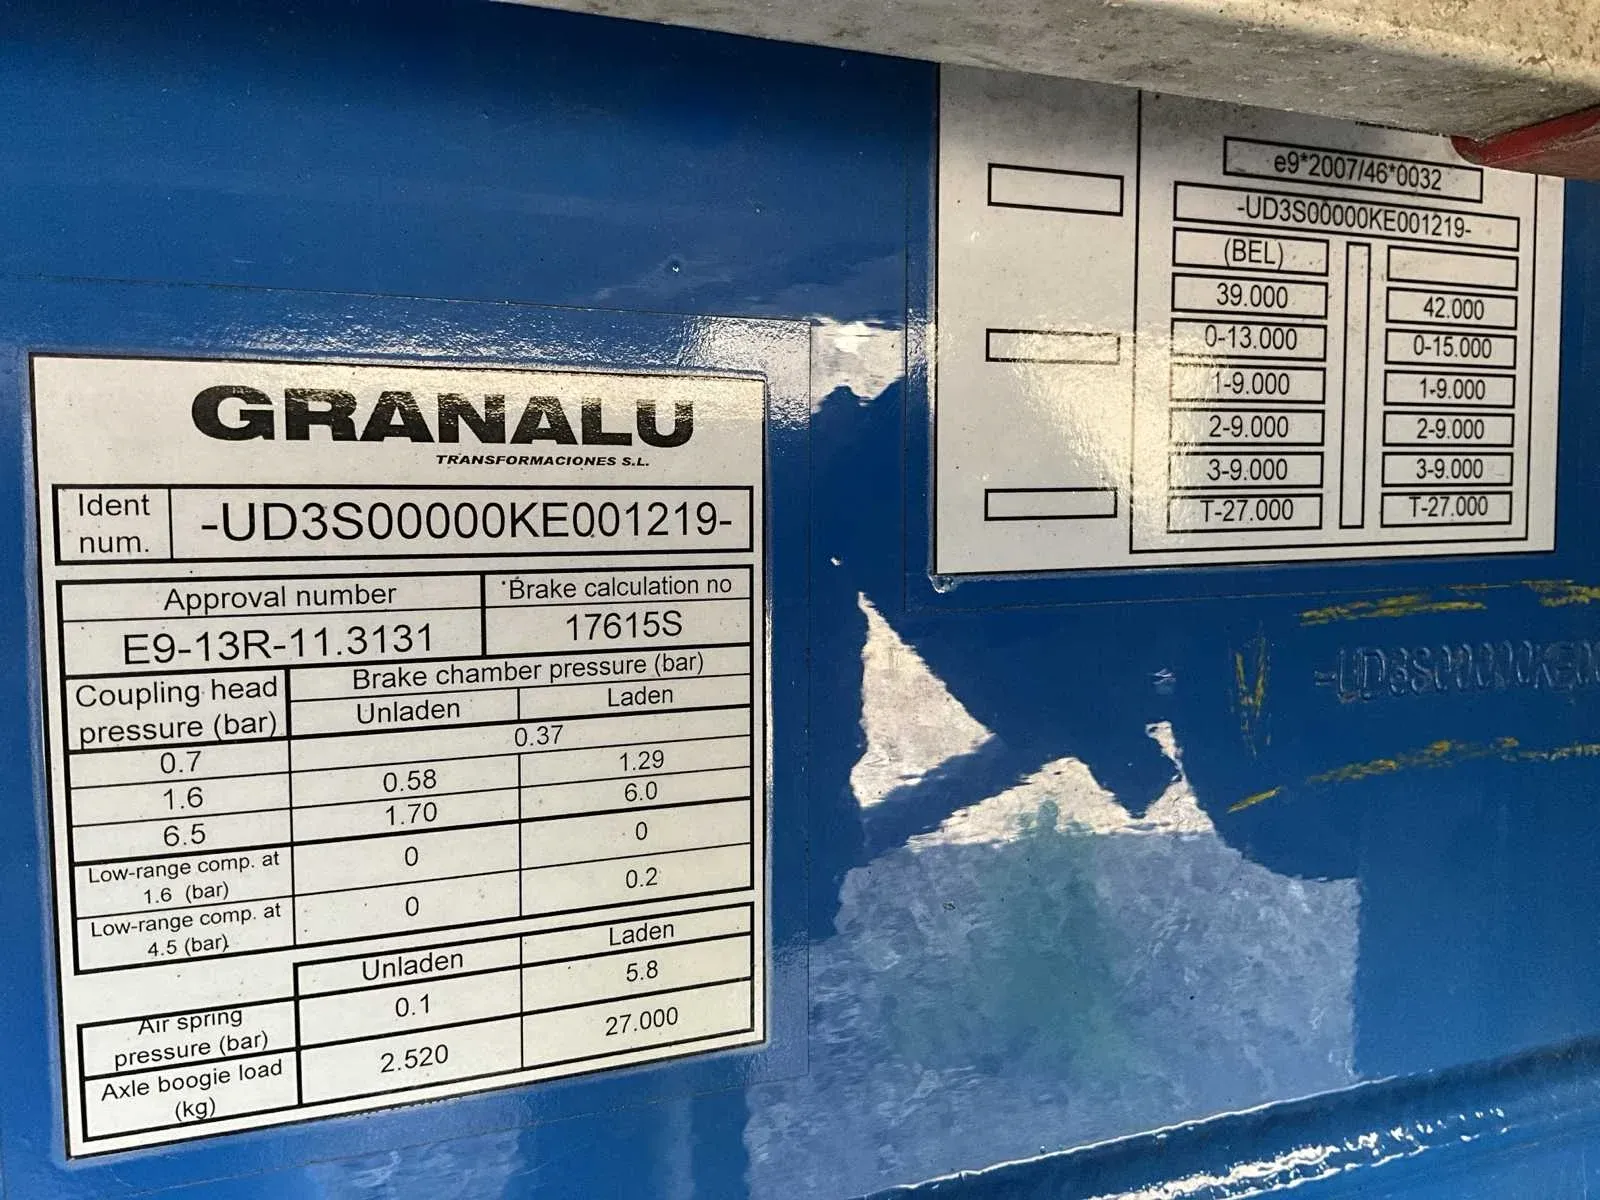 GRANALU
TRANSFORMACIONES S.L.
Ident num. -UD3S00000KE001219-
Approval number *Brake calculation no
E9-13R-11.3131 17615S
Coupling head pressure (bar) Brake chamber pressure (bar)
Unladen Laden
0.7 0.37
1.6 0.58 1.29
6.5 1.70 6.0
Low-range comp. at 1.6 (bar) 0 0
Low-range comp. at 4.5 (bar) 0 0.2
Unladen Laden
Air spring pressure (bar) 0.1 5.8
Axle boogie load (kg) 2.520 27.000
e9*2007/46*0032
-UD3S00000KE001219-
(BEL)
39.000 42.000
0-13.000 0-15.000
1-9.000 1-9.000
2-9.000 2-9.000
3-9.000 3-9.000
T-27.000 T-27.000
-UD3S00000KE00